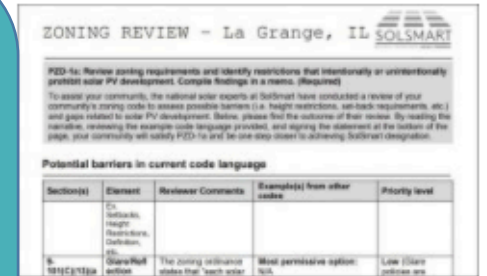 ZONING REVIEW - La Grange, IL SOLSMART
PZD-1a: Review zoning requirements and identify restrictions that intentionally or unintentionally
prohibit solar PV development. Compile findings in a memo. (Required)
To assist your community, the national solar experts at SolSmart have conducted a review of your
community's zoning code to assess possible barriers (i.e. height restrictions, set-back requirements, etc.)
and gaps related to solar PV development. Below, please find the outcome of their review. By reading the
narrative, reviewing the example code language provided, and signing the statement at the bottom of the
page, your community will satisfy PZD-1a and be one step closer to achieving SolSmart designation.
Potential barriers in current code language
Section(s) Element Reviewer Comments Example(s) from other codes Priority level
Ex.
Setbacks,
Height
Restrictions,
Definition,
etc.
Glare/Refl The zoning ordinance Most permissive option: Low (Glare
ection states that "each solar N/A policies are